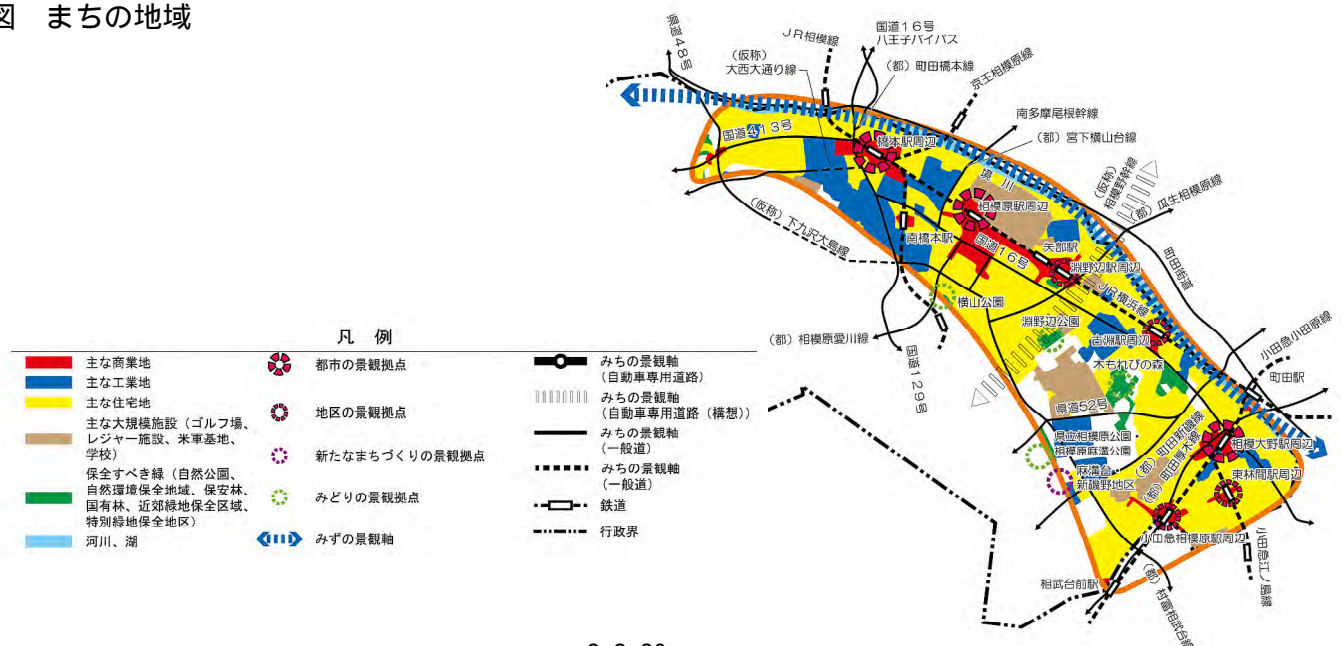 図 まちの地域
県道48号
JR相模線
国道16号
八王子バイパス
(仮称)
大西大通り線
(都)町田橋本線
京王相模原線
南多摩尾根幹線
(都)宮下横山台線
国道413号
橋本駅周辺
境川
(仮称)
相模野幹線
(都)瓜生相模原線
相模原駅周辺
(仮称)下九沢大島線
南橋本駅
国道16号
矢部駅
淵野辺駅周辺
町田街道
JR横浜線
横山公園
淵野辺公園
(都)相模原愛川線
国道129号
古淵駅周辺
小田急小田原線
町田駅
木もれびの森
県道52号
県立相模原公園・
相模原麻溝公園
(都)町田新磯線
(都)町田厚木線
相模大野駅周辺
麻溝台・
新磯野地区
東林間駅周辺
小田急相模原駅周辺
小田急江ノ島線
相武台前駅
(都)村富相武台線
凡 例
主な商業地
主な工業地
主な住宅地
主な大規模施設(ゴルフ場、
レジャー施設、米軍基地、
学校)
保全すべき緑(自然公園、
自然環境保全地域、保安林、
国有林、近郊緑地保全区域、
特別緑地保全地区)
河川、湖
都市の景観拠点
地区の景観拠点
新たなまちづくりの景観拠点
みどりの景観拠点
みずの景観軸
みちの景観軸
(自動車専用道路)
みちの景観軸
(自動車専用道路(構想))
みちの景観軸
(一般道)
みちの景観軸
(一般道)
鉄道
行政界